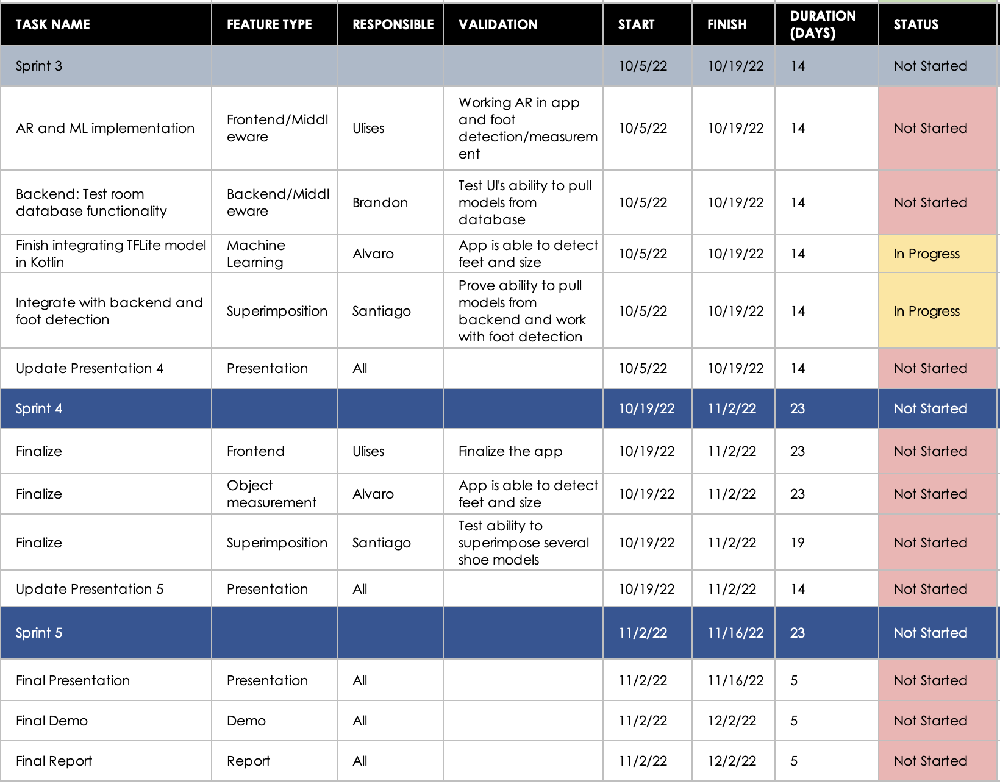 TASK NAME FEATURE TYPE RESPONSIBLE VALIDATION START FINISH DURATION (DAYS) STATUS
Sprint 3 10/5/22 10/19/22 14 Not Started
AR and ML implementation
Frontend/Middl
eware
Ulises
Working AR in app
and foot
detection/measurem
ent
10/5/22 10/19/22 14 Not Started
Backend: Test room
database functionality
Backend/Middl
eware
Brandon
Test UI's ability to pull
models from
database
10/5/22 10/19/22 14 Not Started
Finish integrating TFLite model
in Kotlin
Machine
Learning
Alvaro
App is able to detect
feet and size
10/5/22 10/19/22 14 In Progress
Integrate with backend and
foot detection
Superimposition
Santiago
Prove ability to pull
models from
backend and work
with foot detection
10/5/22 10/19/22 14 In Progress
Update Presentation 4 Presentation All 10/5/22 10/19/22 14 Not Started
Sprint 4 10/19/22 11/2/22 23 Not Started
Finalize Frontend Ulises Finalize the app 10/19/22 11/2/22 23 Not Started
Finalize
Object
measurement
Alvaro
App is able to detect
feet and size
10/19/22 11/2/22 23 Not Started
Finalize
Superimposition
Santiago
Test ability to
superimpose several
shoe models
10/19/22 11/2/22 19 Not Started
Update Presentation 5 Presentation All 10/19/22 11/2/22 14 Not Started
Sprint 5 11/2/22 11/16/22 23 Not Started
Final Presentation Presentation All 11/2/22 11/16/22 5 Not Started
Final Demo Demo All 11/2/22 12/2/22 5 Not Started
Final Report Report All 11/2/22 12/2/22 5 Not Started